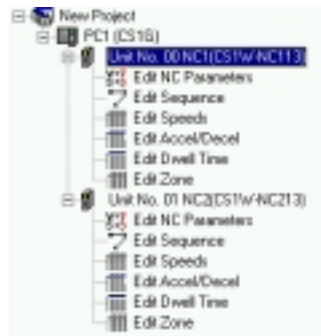 New Project
PC1 (CS1G)
Unit No. 00 NC1(CS1W-NC113)
Edit NC Parameters
Edit Sequence
Edit Speeds
Edit Accel/Decel
Edit Dwell Time
Edit Zone
Unit No. 01 NC2(CS1W-NC213)
Edit NC Parameters
Edit Sequence
Edit Speeds
Edit Accel/Decel
Edit Dwell Time
Edit Zone